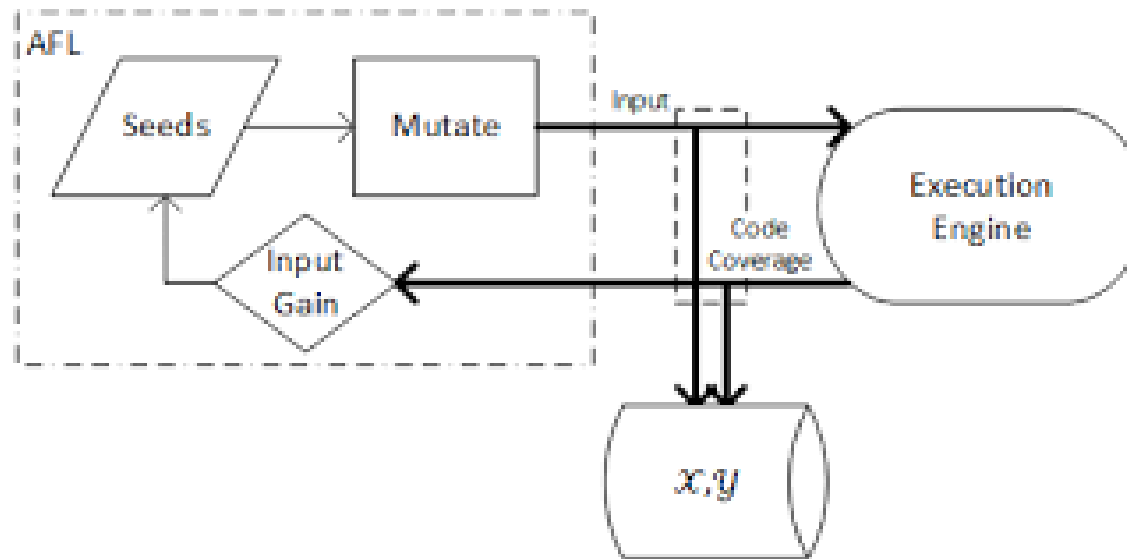 AFL
Seeds
Mutate
Input
Execution
Engine
Code
Coverage
Input
Gain
x,y